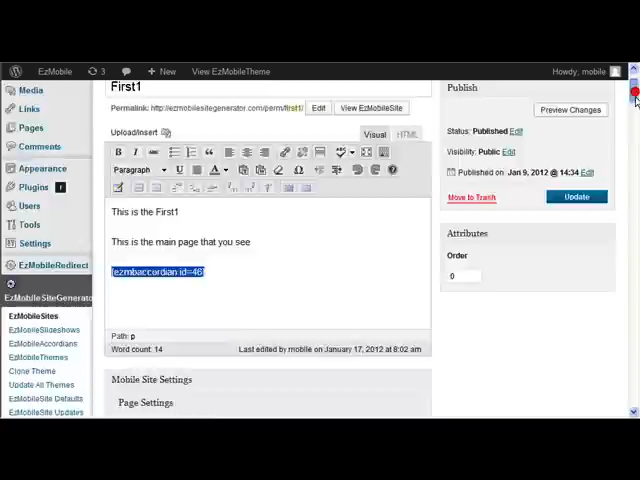 EzMobile 3 + New View EzMobileTheme Howdy, mobile
First1
Permalink: http://ezmobilesitegenerator.com/perm/first1/ Edit View EzMobileSite
Upload/Insert Visual HTML
Paragraph
This is the First1
This is the main page that you see
[ezmbaccordian id=46]
Path: p
Word count: 14 Last edited by mobile on January 17, 2012 at 8:02 am
Mobile Site Settings
Page Settings
Media
Links
Pages
Comments
Appearance
Plugins 1
Users
Tools
Settings
EzMobileRedirect
EzMobileSiteGenerato
EzMobileSites
EzMobileSlideshows
EzMobileAccordians
EzMobileThemes
Clone Theme
Update All Themes
EzMobileSite Defaults
EzMobileSite Updates
Publish
Preview Changes
Status: Published Edit
Visibility: Public Edit
Published on: Jan 9, 2012 @ 14:34 Edit
Move to Trash Update
Attributes
Order
0